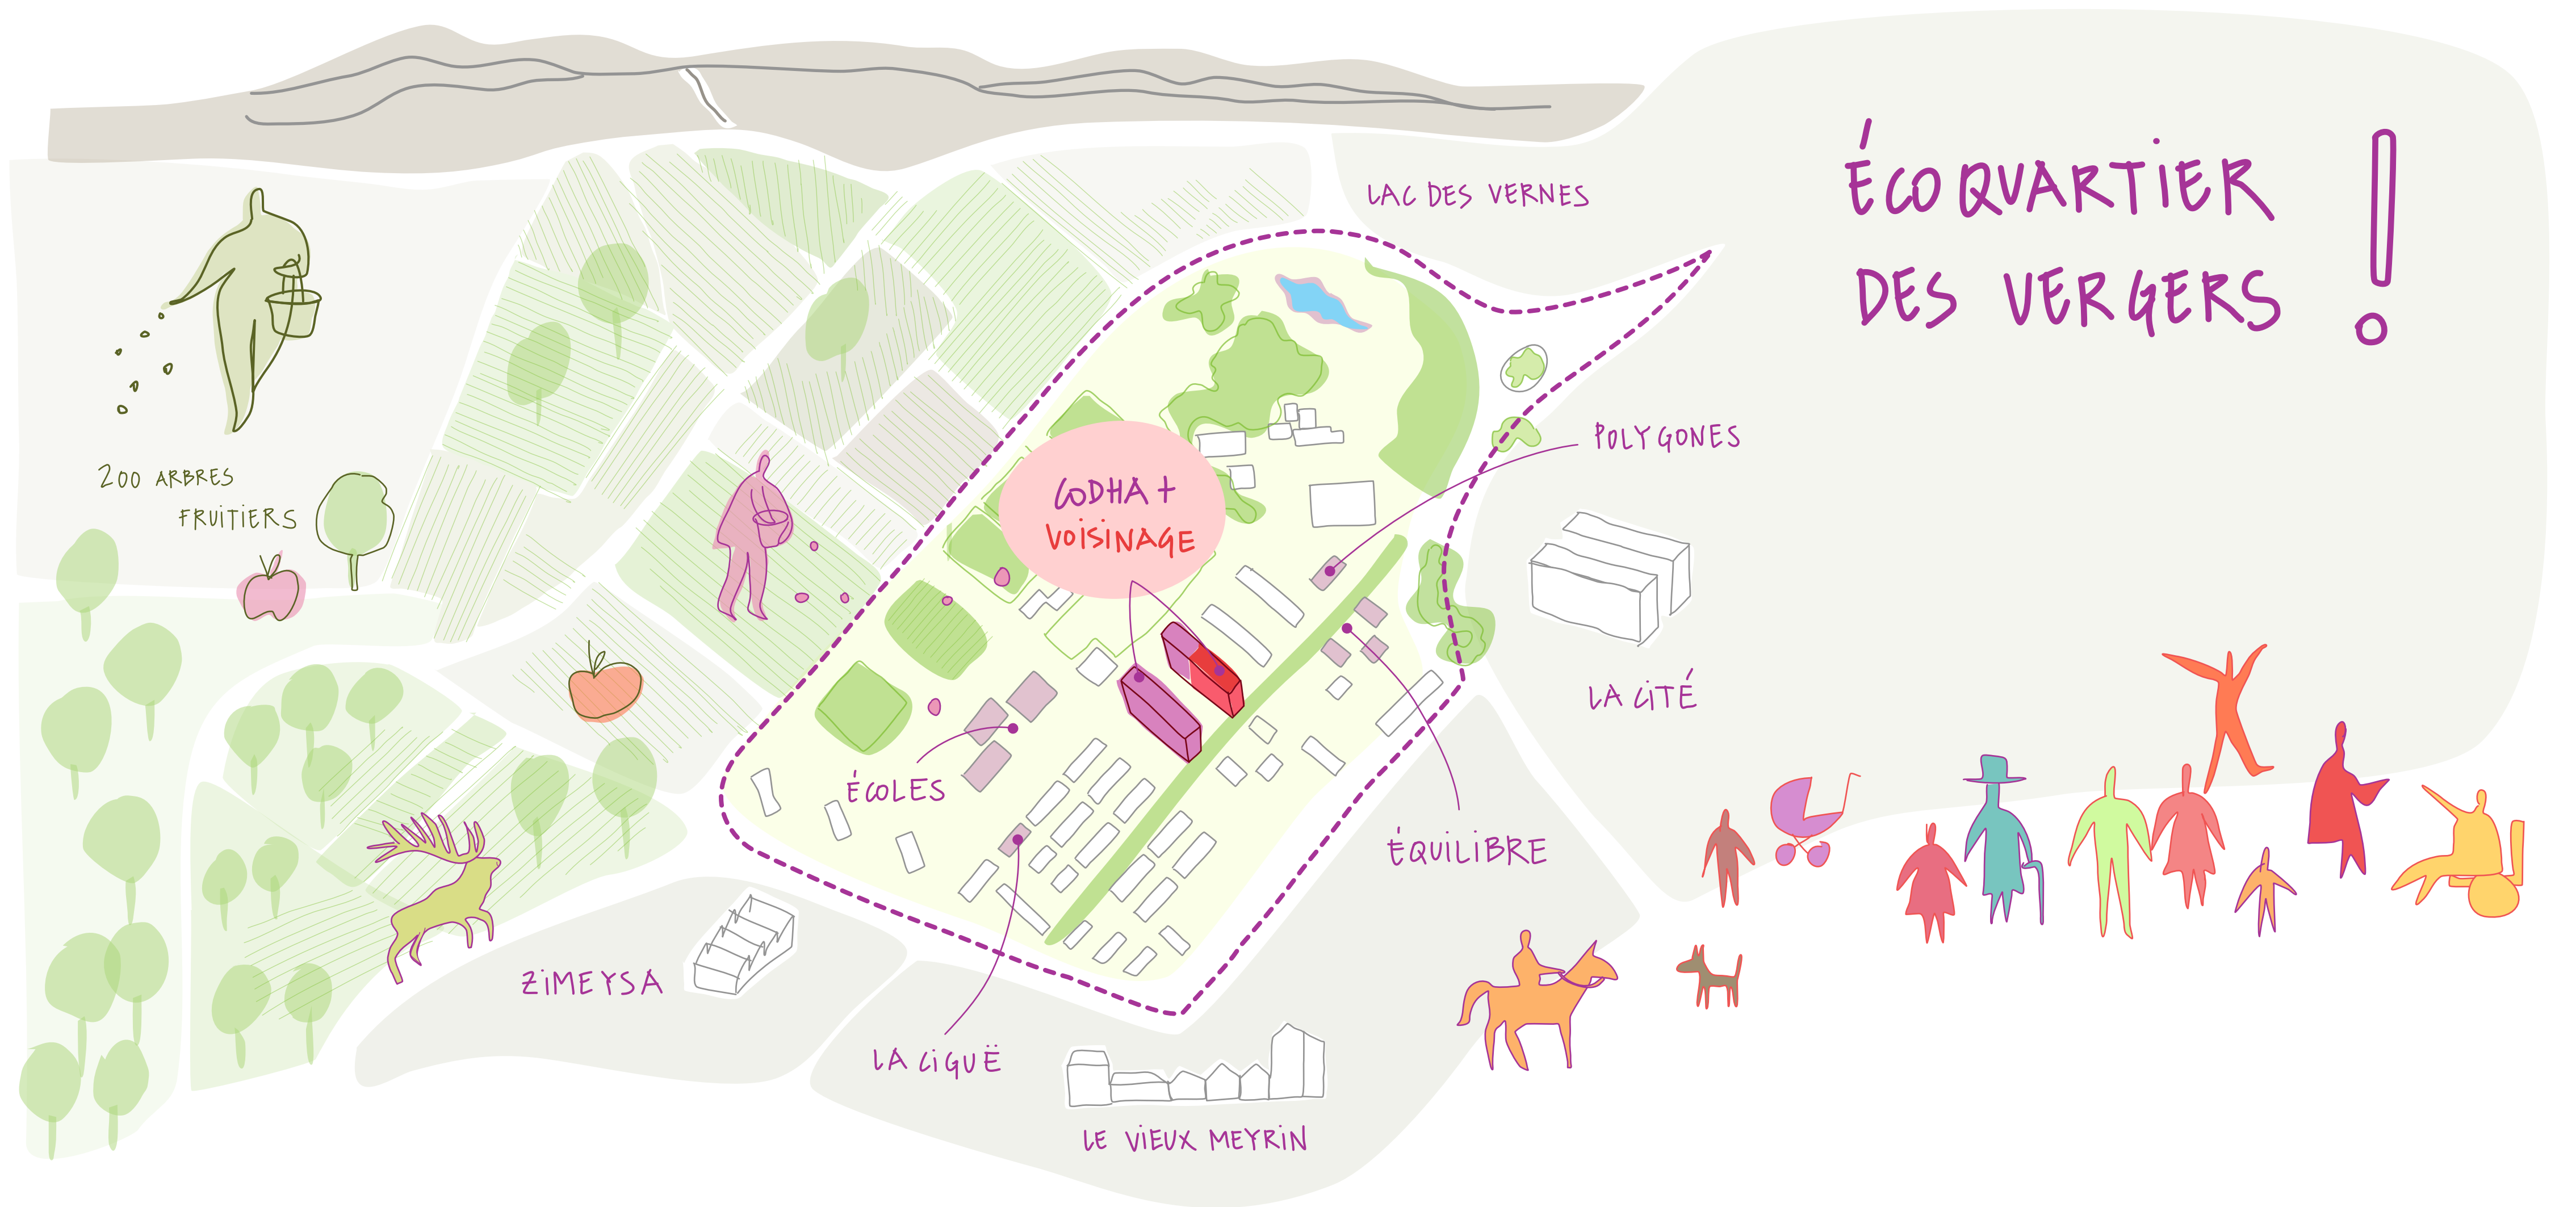 ÉCOQUARTIER
DES VERGERS !
LAC DES VERNES
POLYGONES
200 ARBRES
FRUITIERS
CODHA +
VOISINAGE
LA CITÉ
ÉCOLES
ÉQUILIBRE
ZIMEYSA
LA CIGUË
LE VIEUX MEYRIN